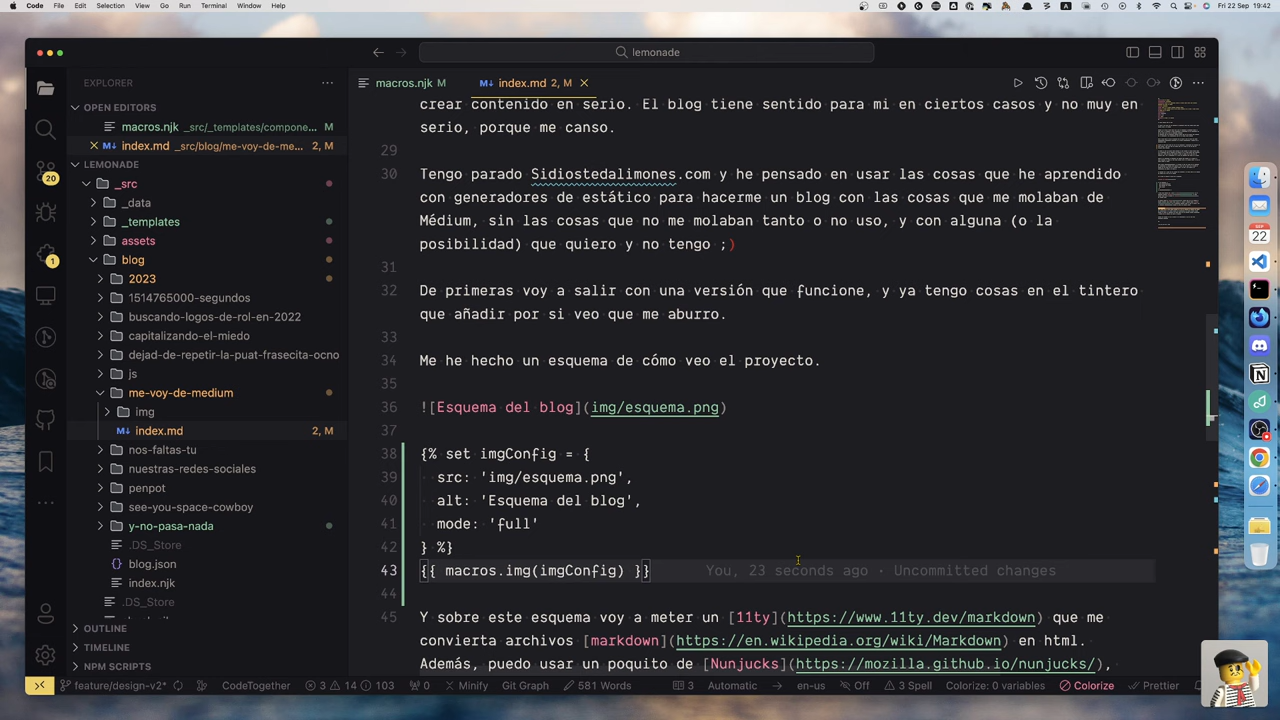 Code File Edit Selection View Go Run Terminal Window Help
Fri 22 Sep 19:42
lemonade
EXPLORER
macros.njk M
index.md 2, M
OPEN EDITORS
macros.njk _src/_templates/compone... M
index.md _src/blog/me-voy-de-me... 2, M
LEMONADE
_src
_data
_templates
assets
blog
2023
1514765000-segundos
buscando-logos-de-rol-en-2022
capitalizando-el-miedo
dejad-de-repetir-la-puat-frasecita-ocno
js
me-voy-de-medium
img
index.md 2, M
nos-faltas-tu
nuestras-redes-sociales
penpot
see-you-space-cowboy
y-no-pasa-nada
.DS_Store
blog.json
index.njk
.DS_Store
OUTLINE
TIMELINE
NPM SCRIPTS
20
1
crear contenido en serio. El blog tiene sentido para mi en ciertos casos y no muy en
serio, porque me canso.
29
30 Tengo parado Sidiostedaliknes.com y he pensado en usar las cosas que he aprendido
con generadores de estático para hacarme un blog con las cosas que me molaban de
Médium, sin las cosas que no me molaban tanto o no uso, y con alguna (o la
posibilidad) que quiero y no tengo ;)
31
32 De primeras voy a salir con una versión que funcione, y ya tengo cosas en el tintero
que añadir por si veo que me aburro.
33
34 Me he hecho un esquema de cómo veo el proyecto.
35
36 ![Esquema del blog](img/esquema.png)
37
38 {% set imgConfig = {
39 src: 'img/esquema.png',
40 alt: 'Esquema del blog',
41 mode: 'full'
42 } %}
43 {{ macros.img(imgConfig) }} You, 23 seconds ago • Uncommitted changes
44
45 Y sobre este esquema voy a meter un [11ty](https://www.11ty.dev/markdown) que me
convierta archivos [markdown](https://en.wikipedia.org/wiki/Markdown) en html.
Además, puedo usar un poquito de [Nunjucks](https://mozilla.github.io/nunjucks/),
feature/design-v2* CodeTogether 3 14 103 0 Minify Git Graph 581 Words 3 Automatic en-us Off 3 Spell Colorize: 0 variables Colorize Prettier
22